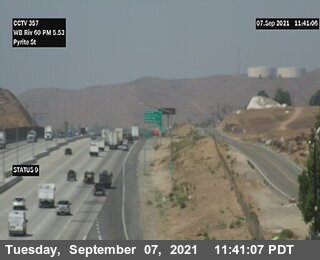 CCTV 357
WB Riv 60 PM 5.53
Pyrite St
07.Sep 2021 11:41:06
STATUS 9
Tuesday, September 07, 2021 11:41:07 PDT